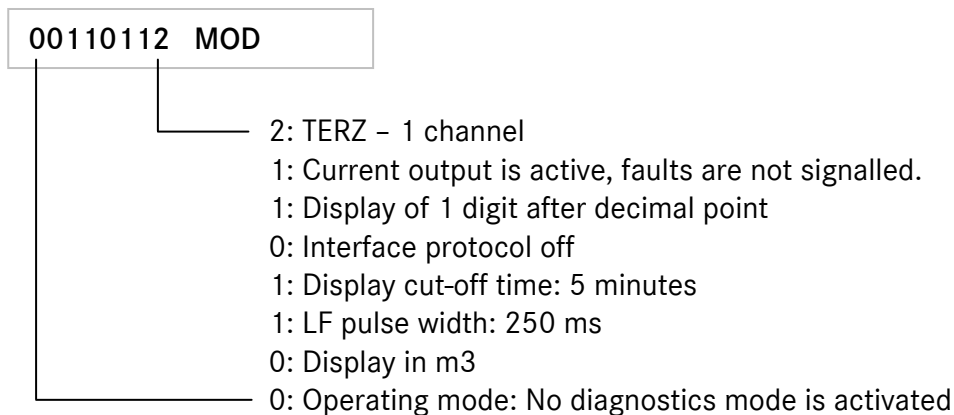 00110112 MOD
2: TERZ – 1 channel
1: Current output is active, faults are not signalled.
1: Display of 1 digit after decimal point
0: Interface protocol off
1: Display cut-off time: 5 minutes
1: LF pulse width: 250 ms
0: Display in m3
0: Operating mode: No diagnostics mode is activated